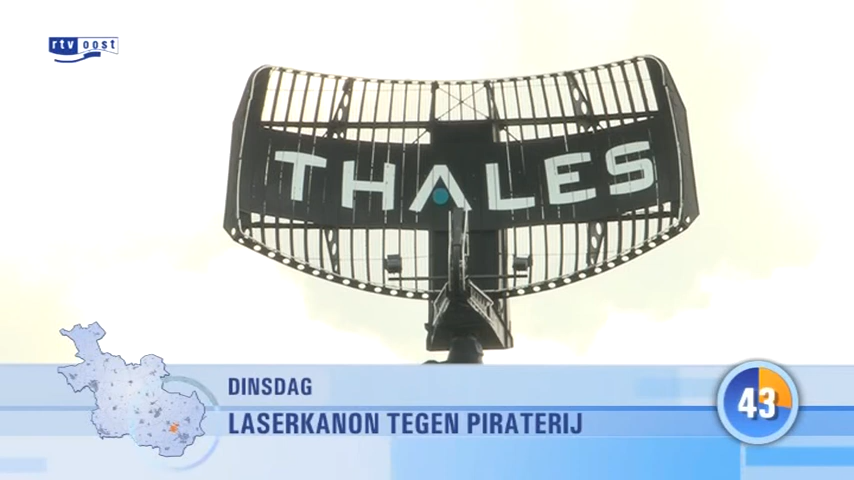 rtv oost
THALES
DINSDAG
LASERKANON TEGEN PIRATERIJ
43